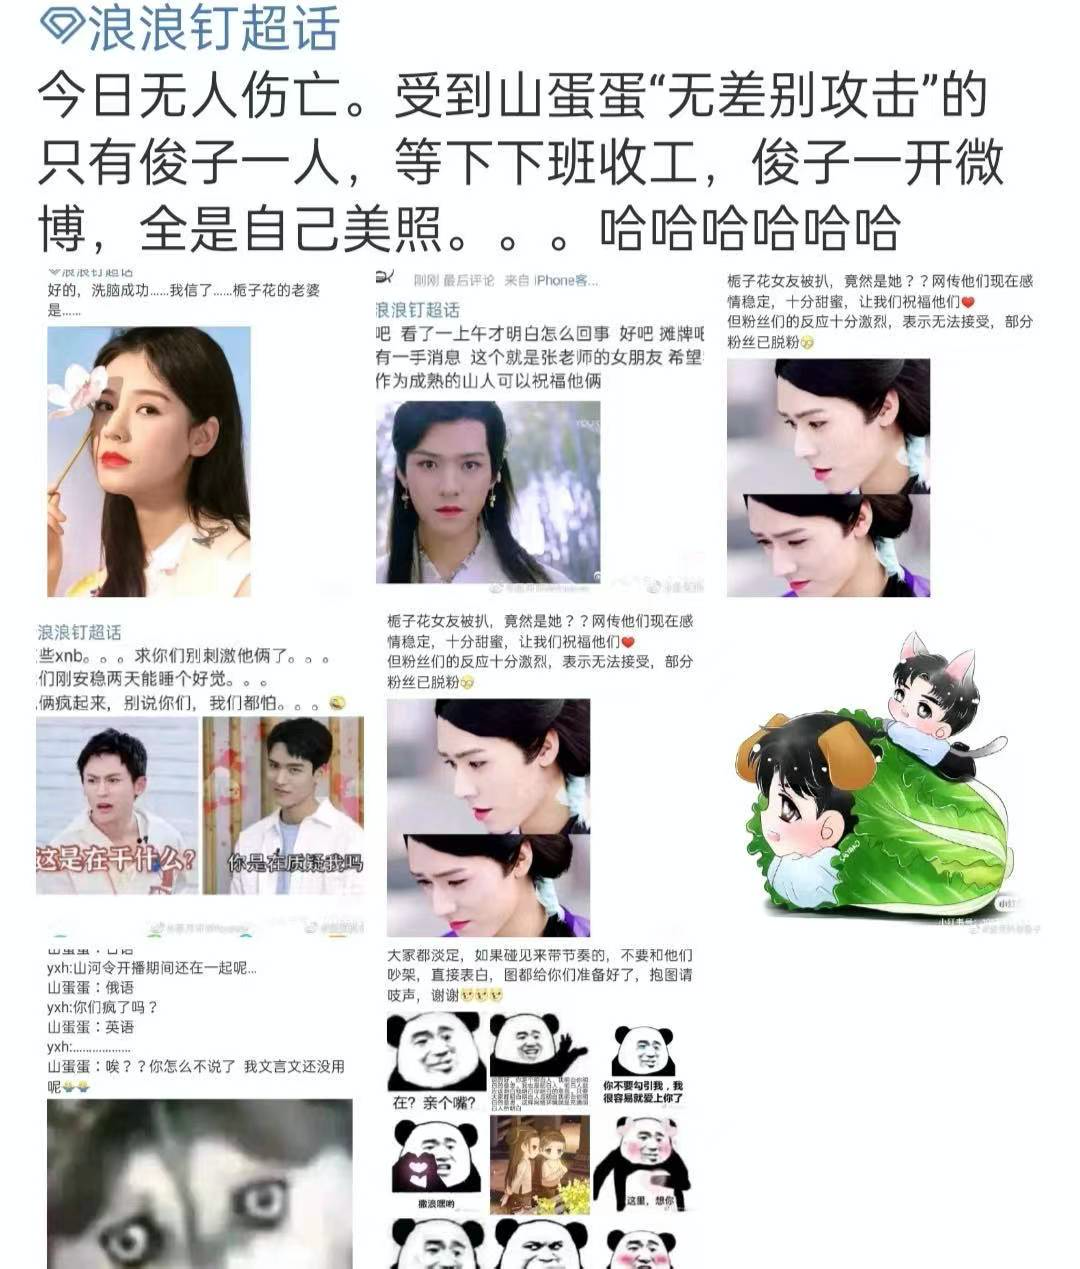 浪浪钉超话
今日无人伤亡。受到山蛋蛋“无差别攻击”的
只有俊子一人，等下下班收工，俊子一开微
博，全是自己美照。。。哈哈哈哈哈哈
浪浪钉超话
好的，洗脑成功……我信了……栀子花的老婆
是……
刚刚 最后评论 来自 iPhone客...
浪浪钉超话
吧 看了一上午才明白怎么回事 好吧 摊牌吧
有一手消息 这个就是张老师的女朋友 希望
作为成熟的山人可以祝福他俩
栀子花女友被扒，竟然是她？？网传他们现在感
情稳定，十分甜蜜，让我们祝福他们❤️
但粉丝们的反应十分激烈，表示无法接受，部分
粉丝已脱粉
浪浪钉超话
些xnb。。。求你们别刺激他俩了。。。
们刚安稳两天能睡个好觉。。。
俩疯起来，别说你们，我们都怕。。。
这是在干什么？
你是在质疑我吗
栀子花女友被扒，竟然是她？？网传他们现在感
情稳定，十分甜蜜，让我们祝福他们❤️
但粉丝们的反应十分激烈，表示无法接受，部分
粉丝已脱粉
小红书
yxh:山河令开播期间还在一起呢...
山蛋蛋：俄语
yxh:你们疯了吗？
山蛋蛋：英语
yxh:..................
山蛋蛋：唉？？你怎么不说了 我文言文还没用
呢
大家都淡定，如果碰见来带节奏的，不要和他们
吵架，直接表白，图都给你们准备好了，抱图请
吱声，谢谢
在？亲个嘴？
你不要勾引我，我
很容易就爱上你了
撒浪嘿哟
这里，想你